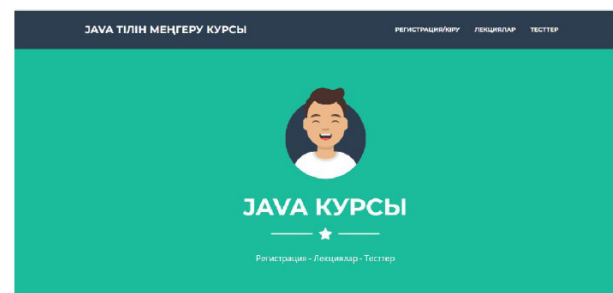 JAVA ТІЛІН МЕҢГЕРУ КУРСЫ
РЕГИСТРАЦИЯ/КІРУ ЛЕКЦИЯЛАР ТЕСТТЕР
JAVA КУРСЫ
Регистрация - Лекциялар - Тесттер